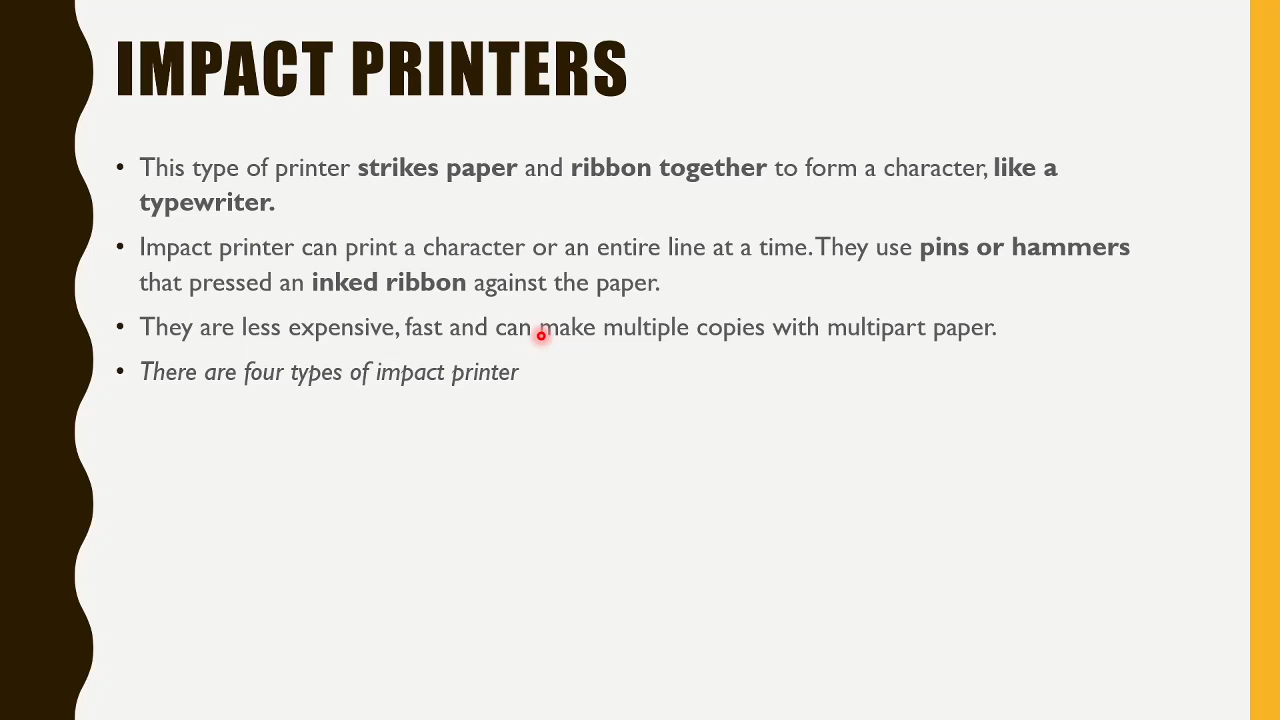 IMPACT PRINTERS
• This type of printer strikes paper and ribbon together to form a character, like a
typewriter.
• Impact printer can print a character or an entire line at a time. They use pins or hammers
that pressed an inked ribbon against the paper.
• They are less expensive, fast and can make multiple copies with multipart paper.
• There are four types of impact printer